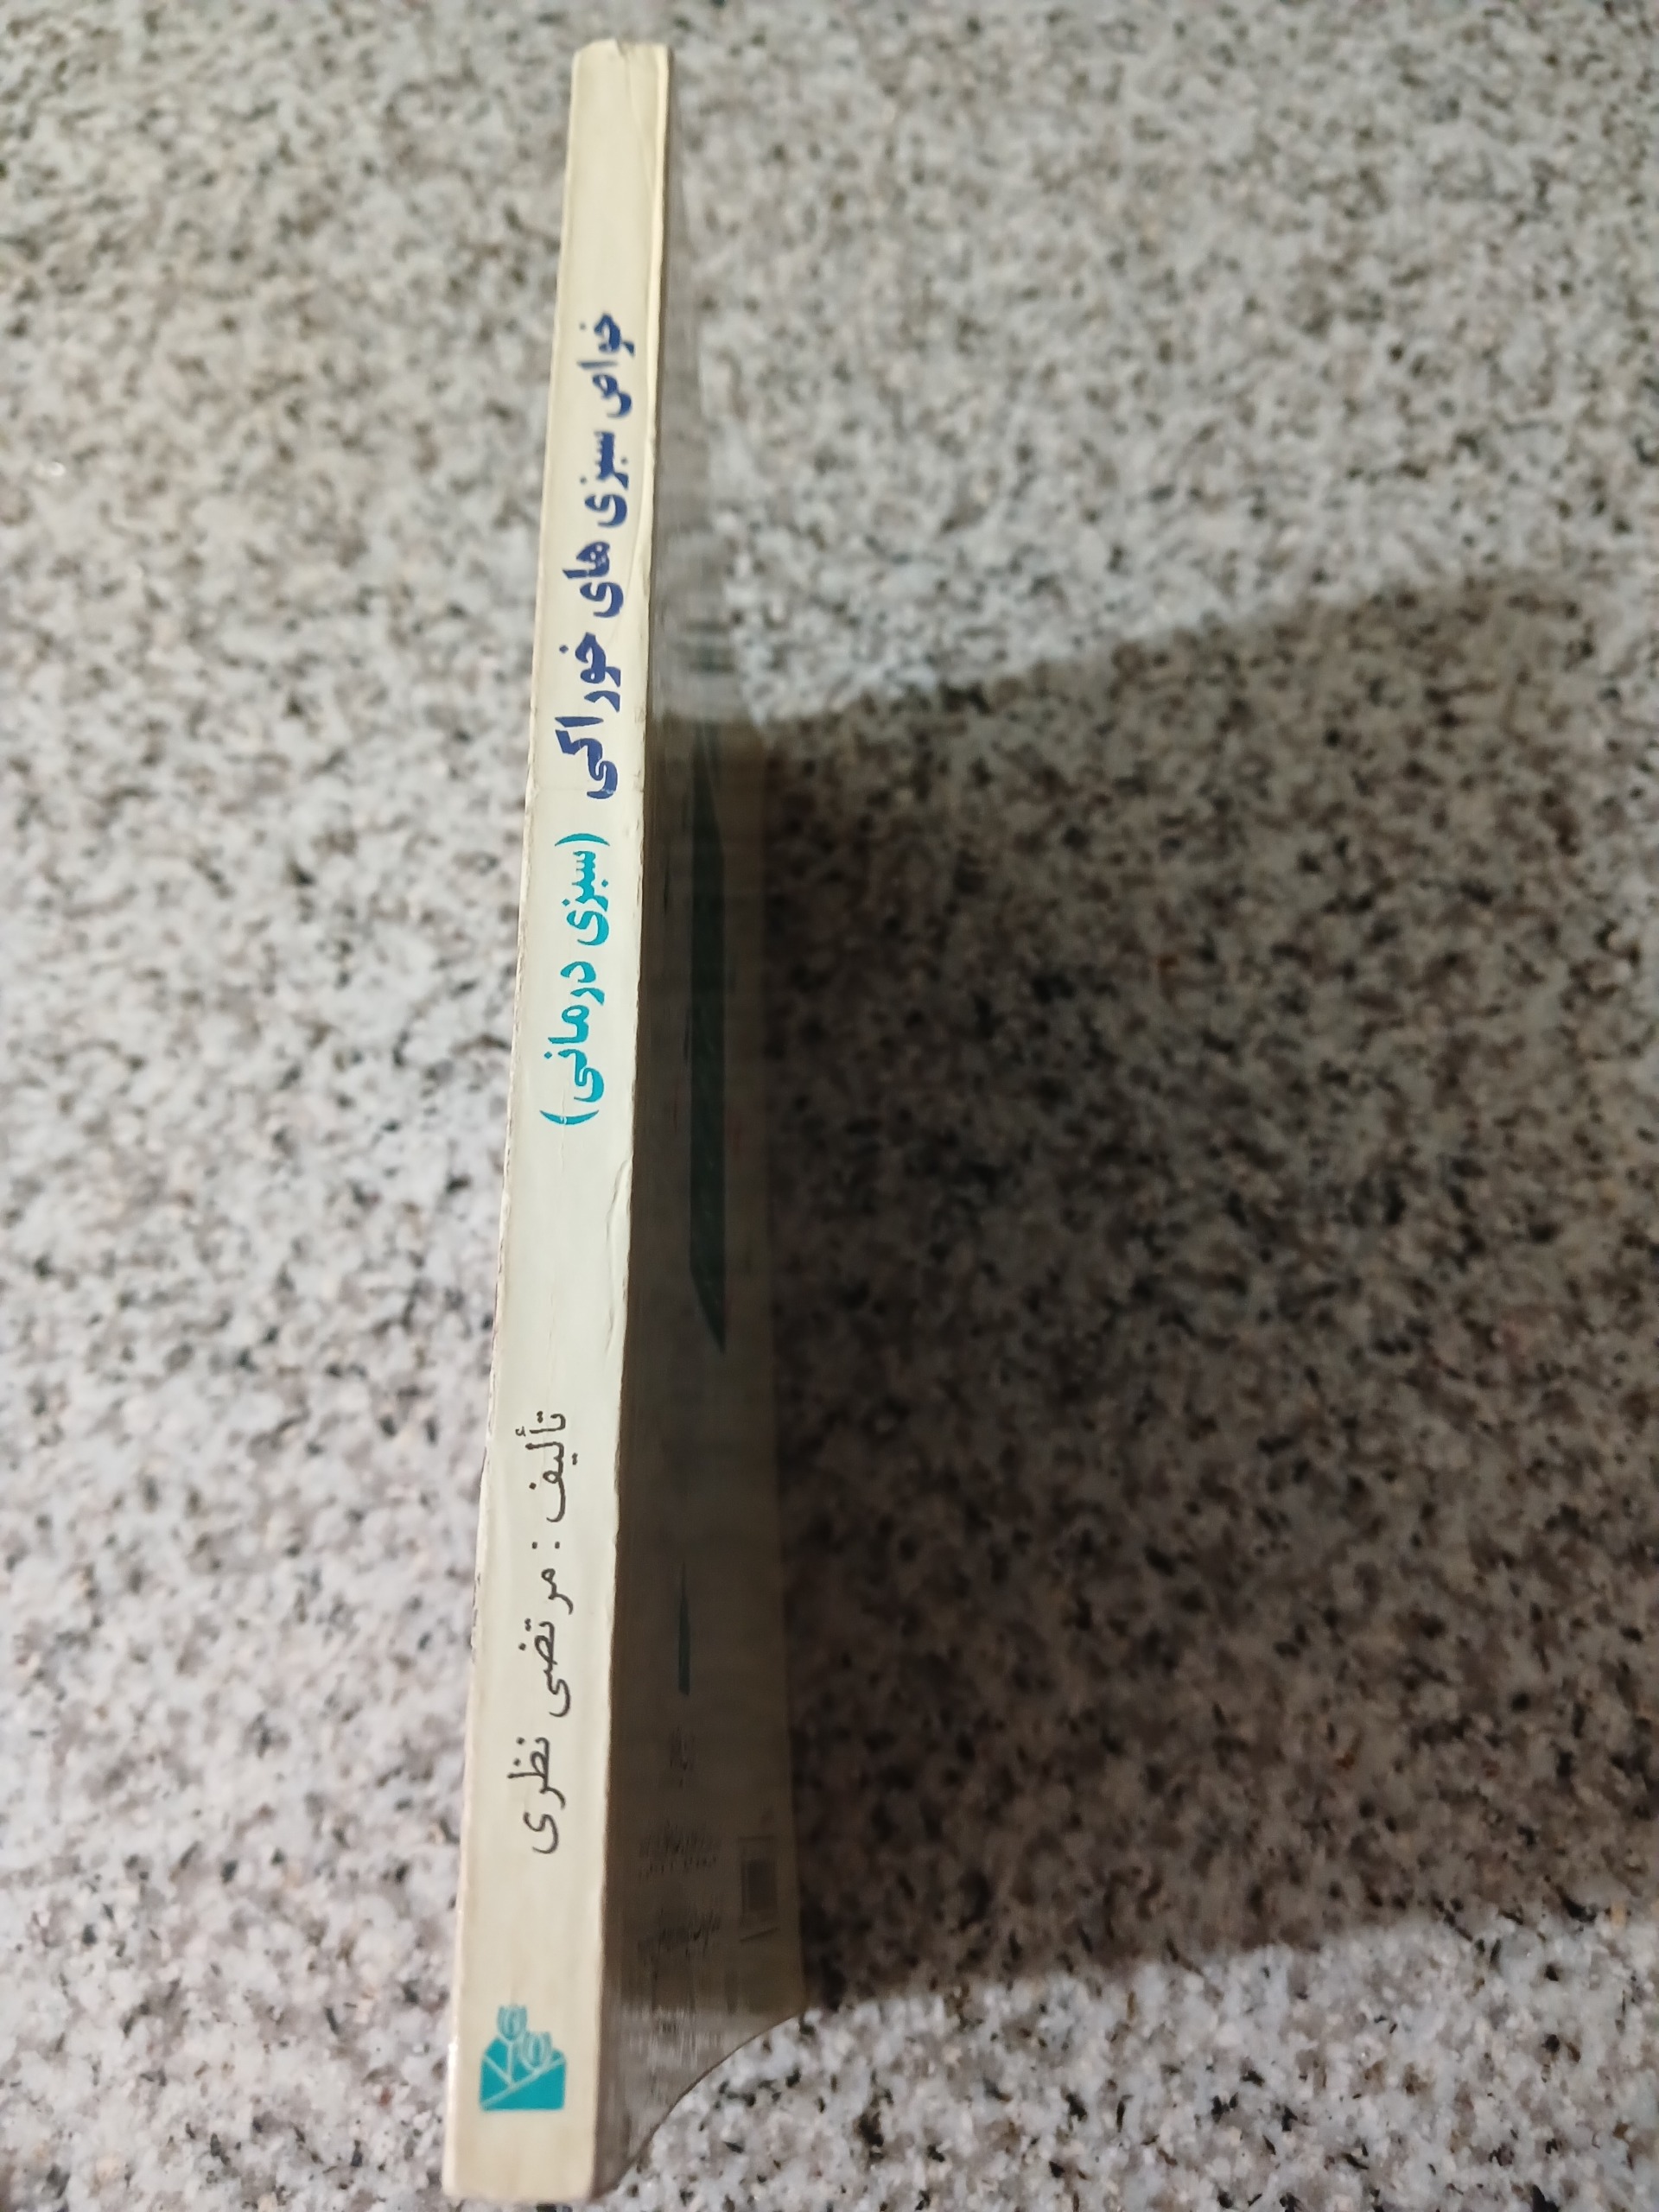 خواص سبزی های خوراکی (سبزی درمانی)
تألیف : مرتضی نظری